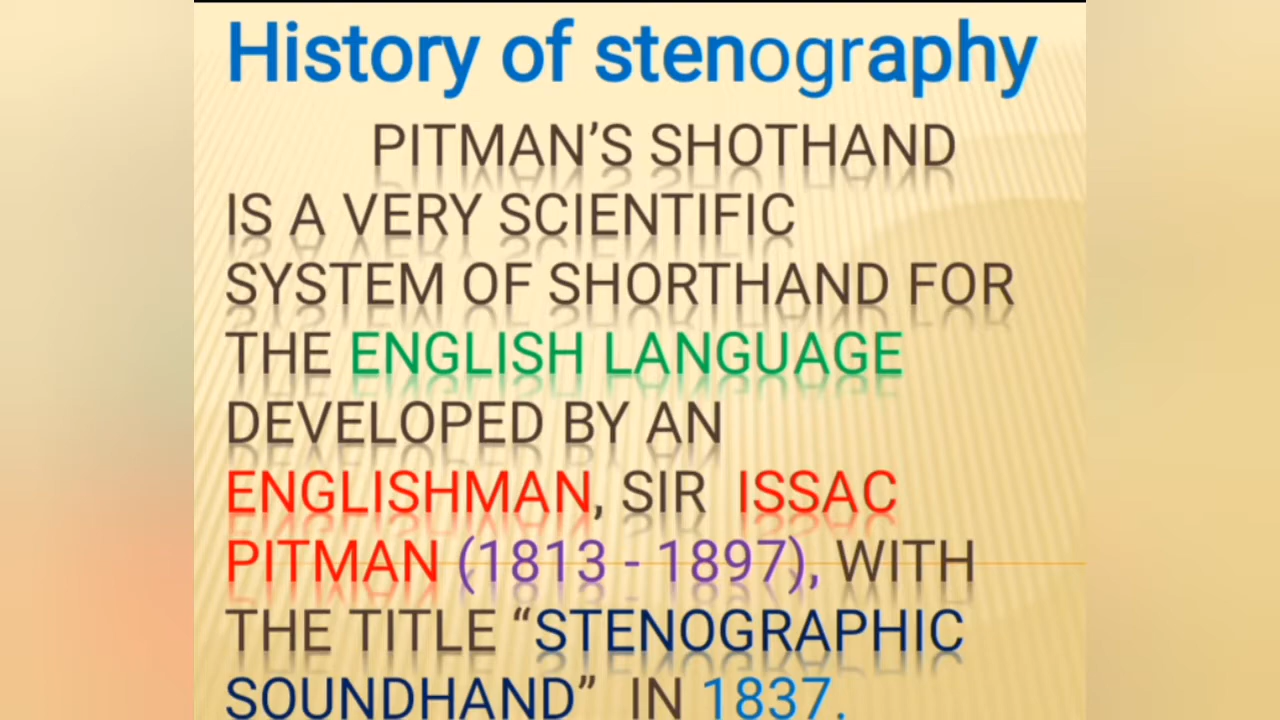 History of stenography
PITMAN’S SHOTHAND
IS A VERY SCIENTIFIC
SYSTEM OF SHORTHAND FOR
THE ENGLISH LANGUAGE
DEVELOPED BY AN
ENGLISHMAN, SIR ISSAC
PITMAN (1813 - 1897), WITH
THE TITLE “STENOGRAPHIC
SOUNDHAND” IN 1837.